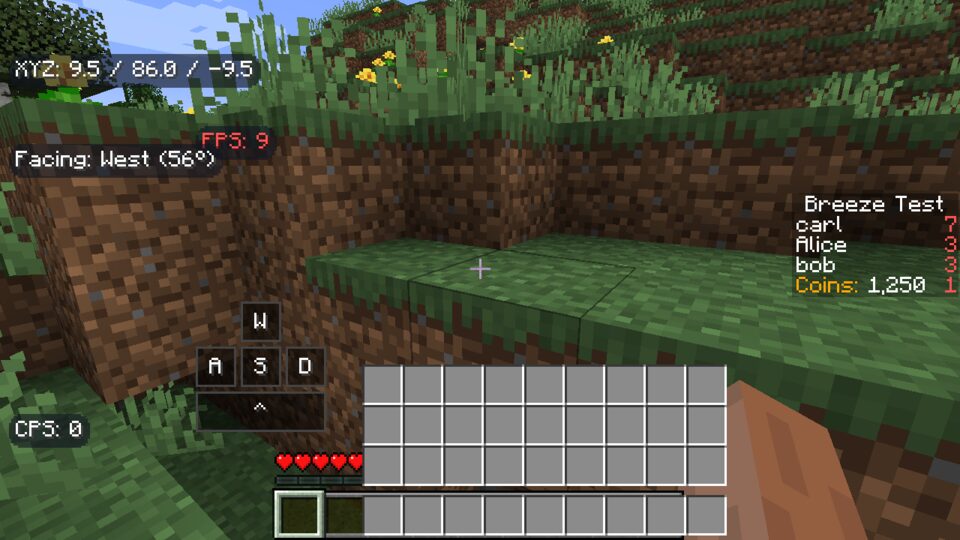 XYZ: 9.5 / 86.0 / -9.5
FPS: 9
Facing: West (56º)
Breeze Test
carl 7
Alice 3
bob 3
Coins: 1,250 1
W
A S D
^
CPS: 0